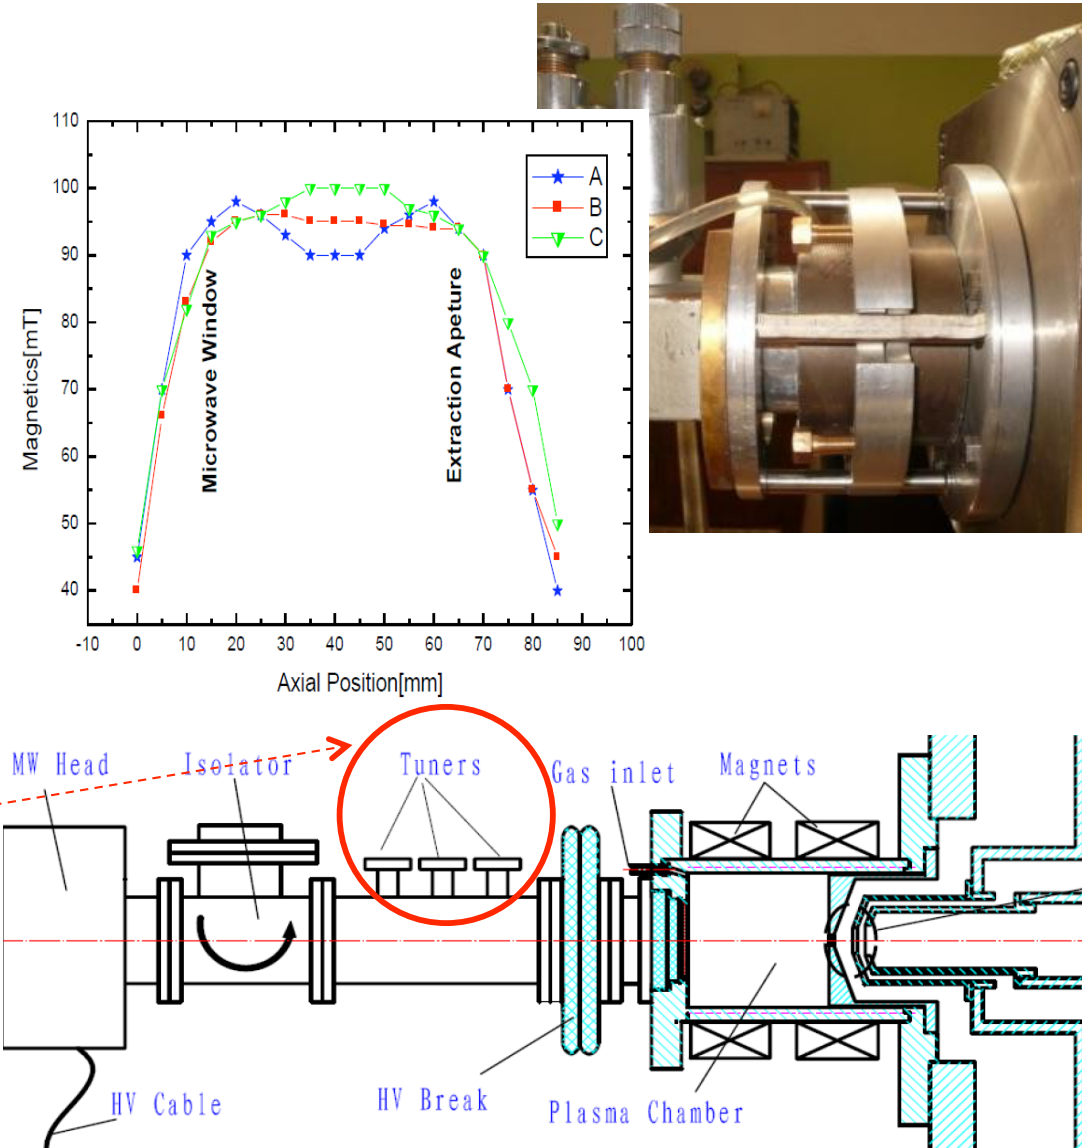 110
100
90
80
70
60
50
40
Magnetics[mT]
A
B
C
Microwave Window
Extraction Apeture
-10 0 10 20 30 40 50 60 70 80 90 100
Axial Position[mm]
MW Head
Isolator
Tuners
Gas inlet
Magnets
HV Cable
HV Break
Plasma Chamber